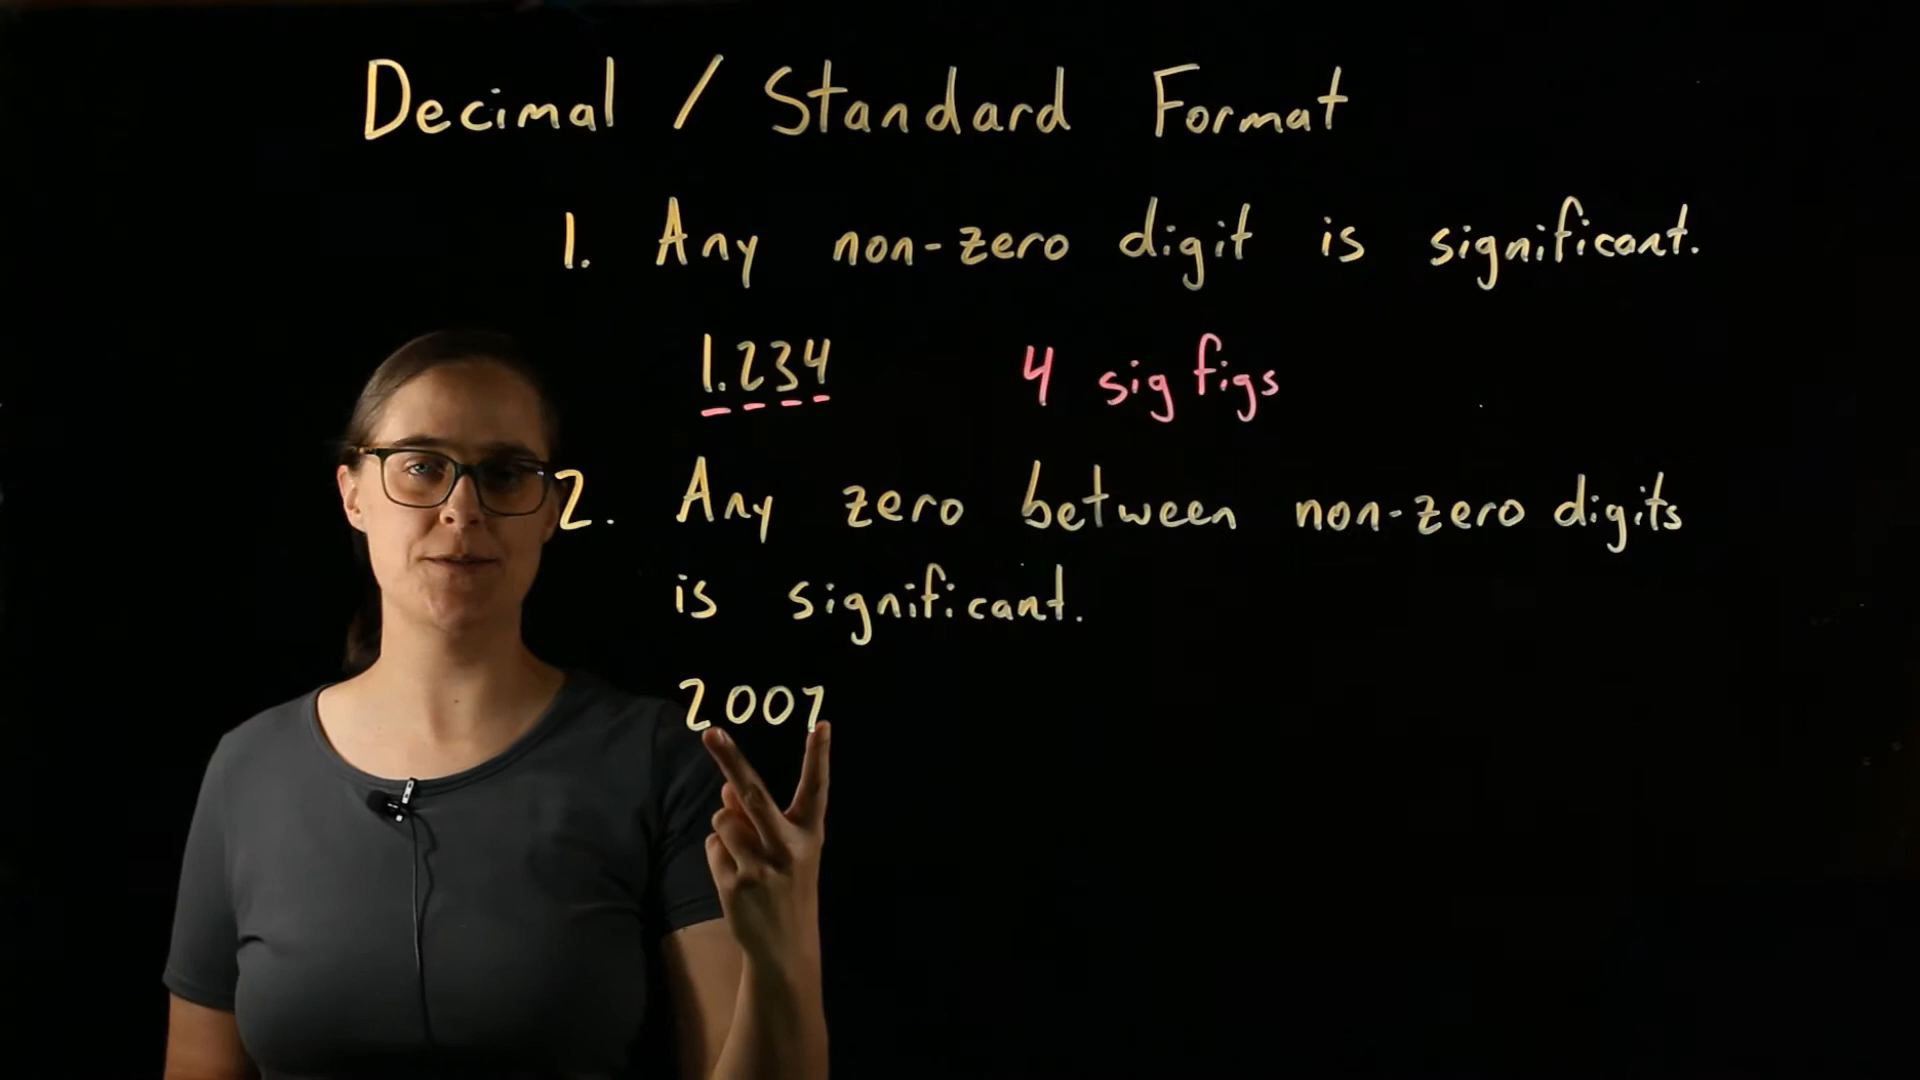 Decimal / Standard Format
1. Any non-zero digit is significant.
1.234 4 sig figs
2. Any zero between non-zero digits
is significant.
2007